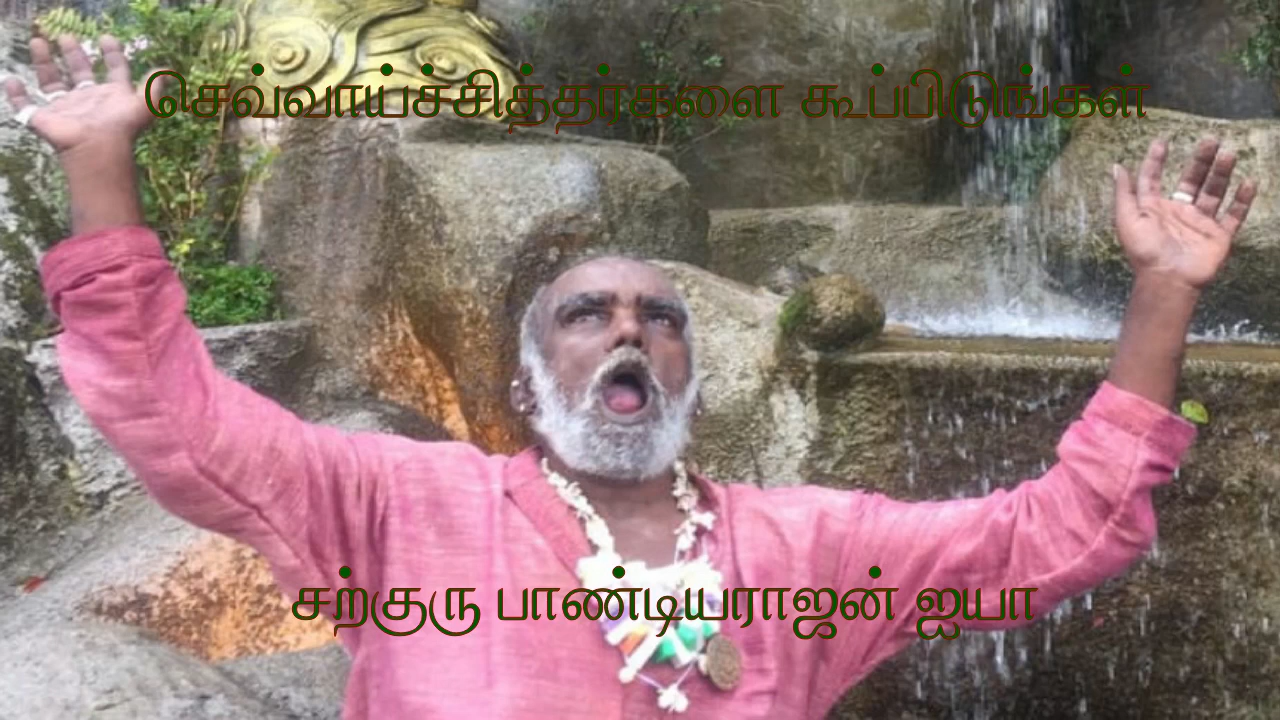 செவ்வாய்ச்சித்தர்களை கூப்பிடுங்கள்
சற்குரு பாண்டியராஜன் ஐயா